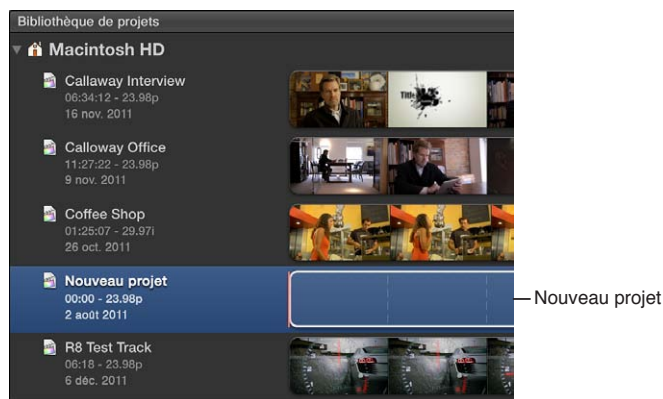 Bibliothèque de projets
Macintosh HD
Callaway Interview
06:34:12 - 23.98p
16 nov. 2011
Title
Calloway Office
11:27:22 - 23.98p
9 nov. 2011
Coffee Shop
01:25:07 - 29.97i
26 oct. 2011
Nouveau projet
00:00 - 23.98p
2 août 2011
Nouveau projet
R8 Test Track
06:18 - 23.98p
6 déc. 2011